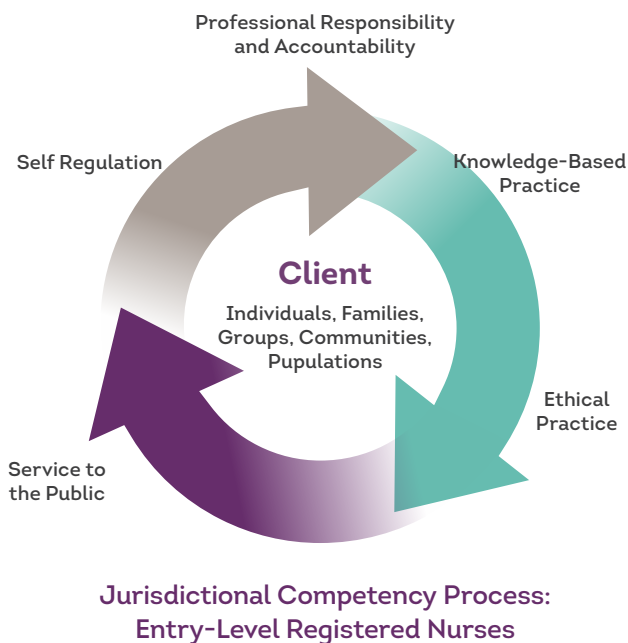 Professional Responsibility
and Accountability
Self Regulation
Knowledge-Based
Practice
Client
Individuals, Families,
Groups, Communities,
Pupulations
Ethical
Practice
Service to
the Public
Jurisdictional Competency Process:
Entry-Level Registered Nurses